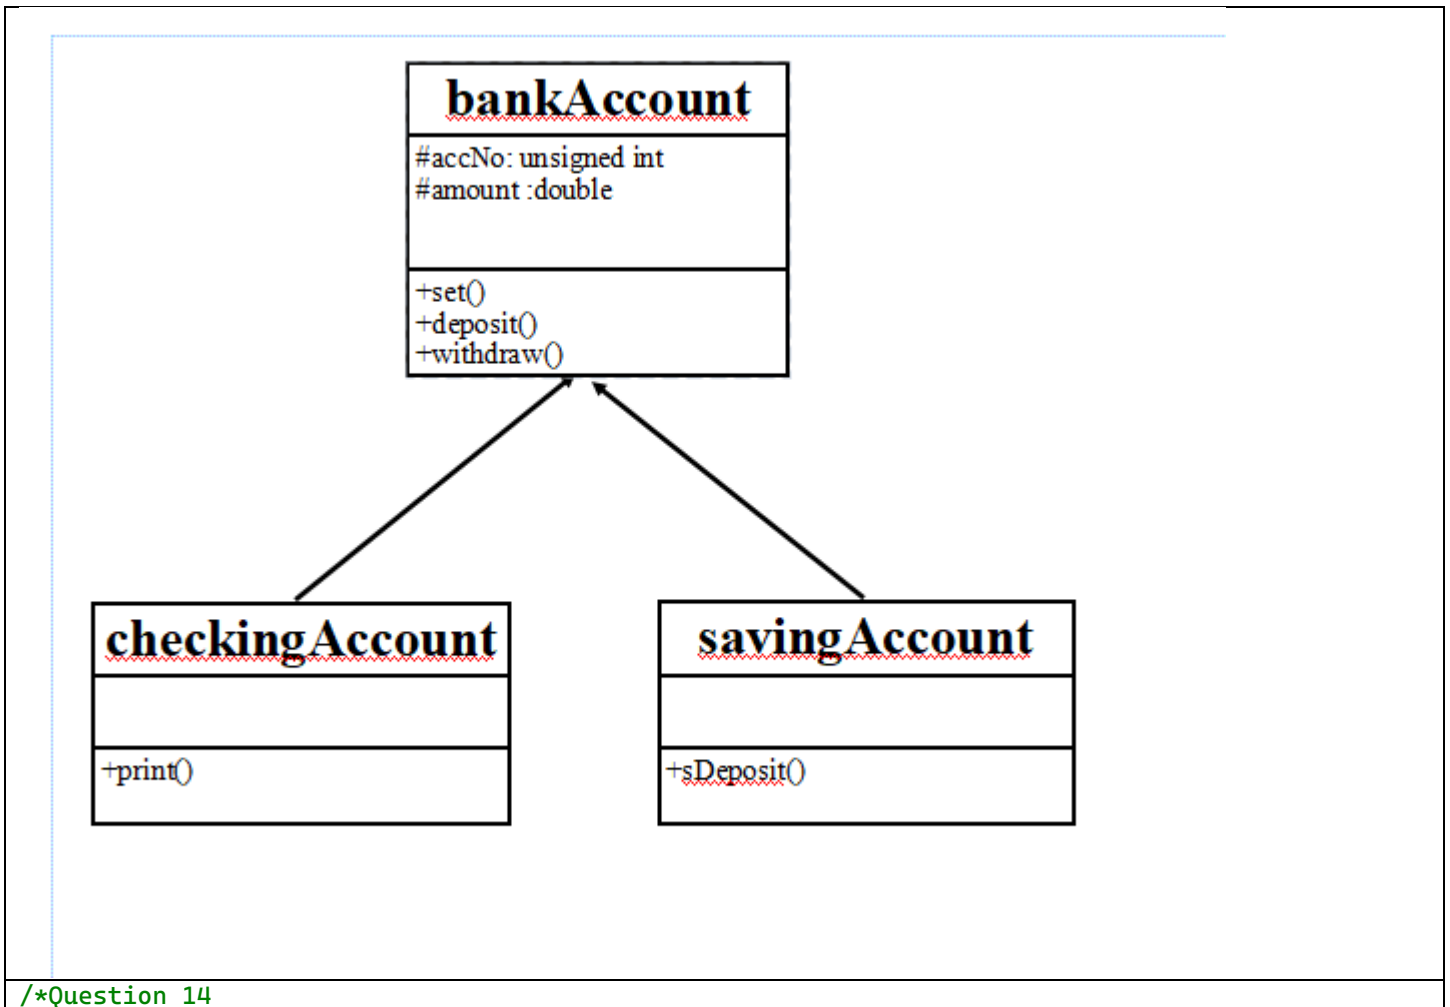 bankAccount
#accNo: unsigned int
#amount :double
+set()
+deposit()
+withdraw()
checkingAccount
+print()
savingAccount
+sDeposit()
/*Question 14